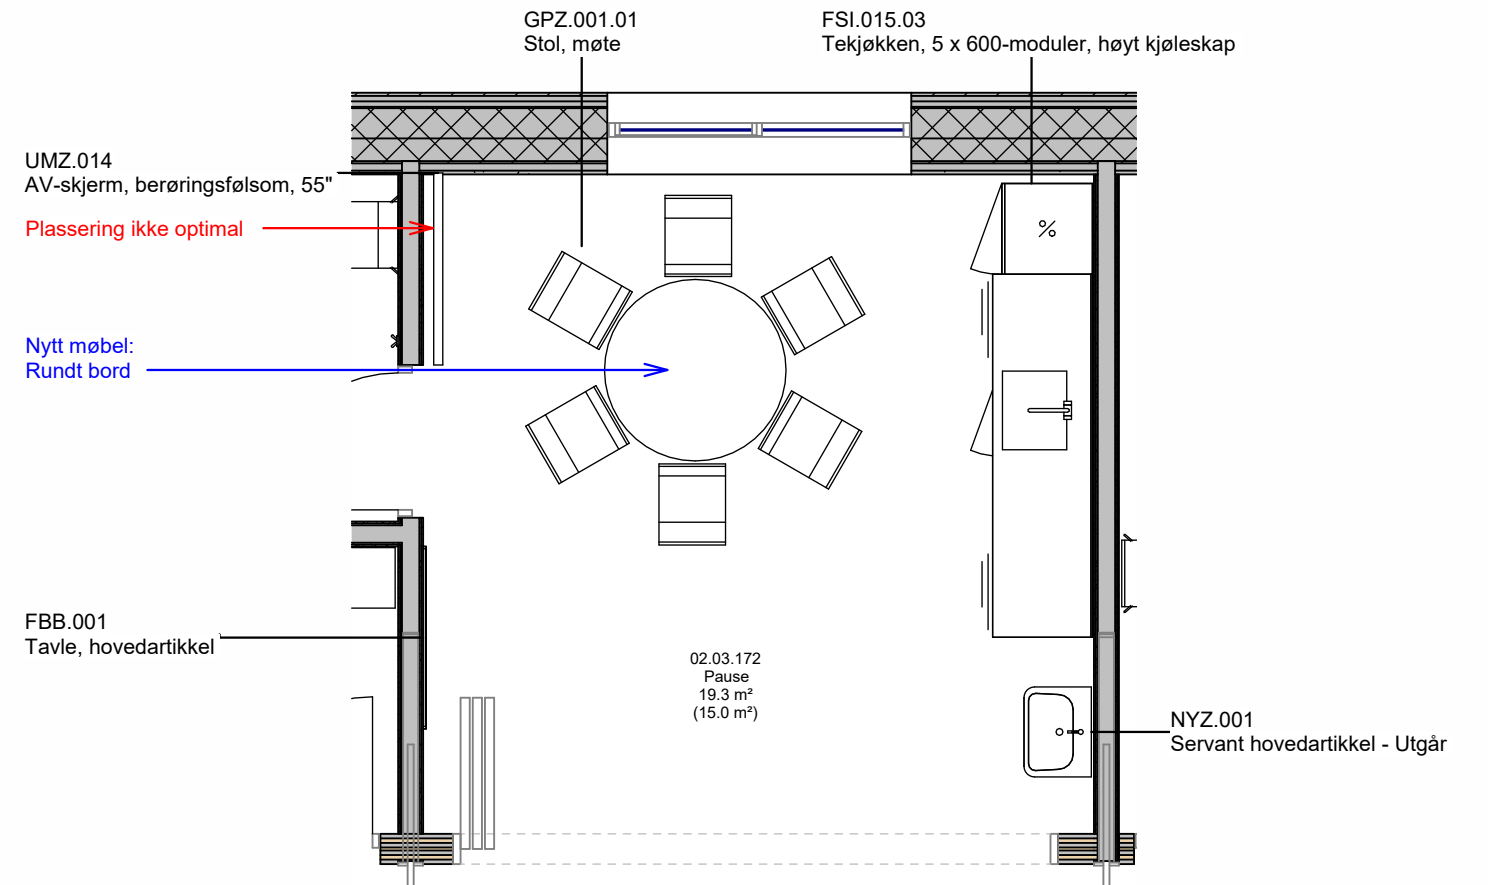 GPZ.001.01
Stol, møte
FSI.015.03
Tekjøkken, 5 x 600-moduler, høyt kjøleskap
UMZ.014
AV-skjerm, berøringsfølsom, 55"
Plassering ikke optimal
Nytt møbel:
Rundt bord
FBB.001
Tavle, hovedartikkel
02.03.172
Pause
19.3 m²
(15.0 m²)
NYZ.001
Servant hovedartikkel - Utgår